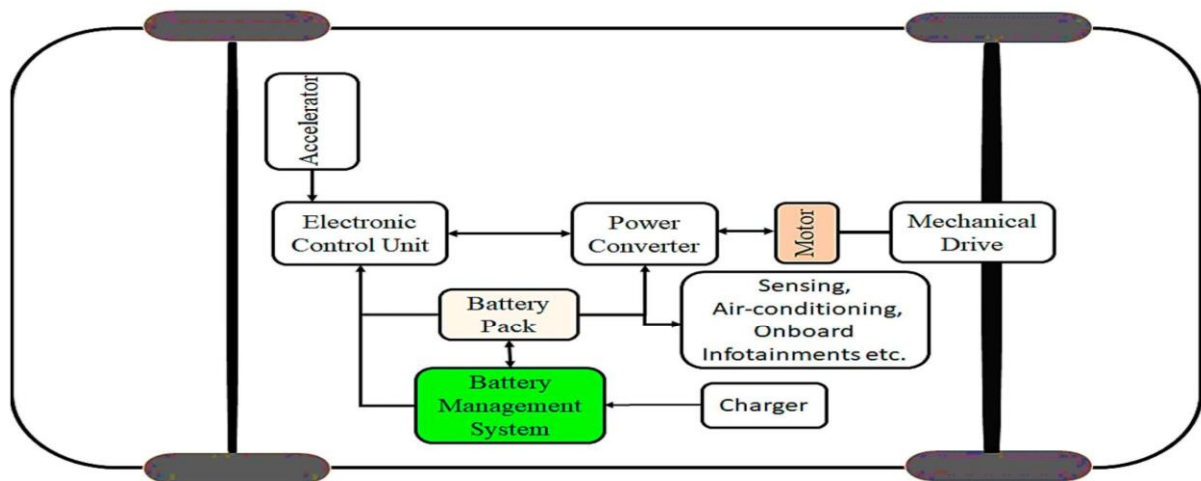 Accelerator
Electronic
Control Unit
Power
Converter
Motor
Mechanical
Drive
Battery
Pack
Sensing,
Air-conditioning,
Onboard
Infotainments etc.
Battery
Management
System
Charger